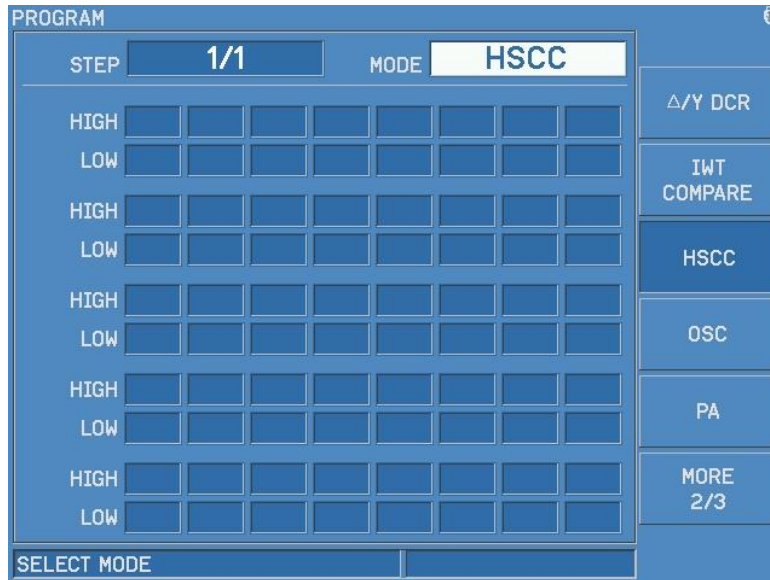 PROGRAM
STEP 1/1 MODE HSCC
HIGH
LOW
HIGH
LOW
HIGH
LOW
HIGH
LOW
HIGH
LOW
△/Y DCR
IWT
COMPARE
HSCC
OSC
PA
MORE
2/3
SELECT MODE